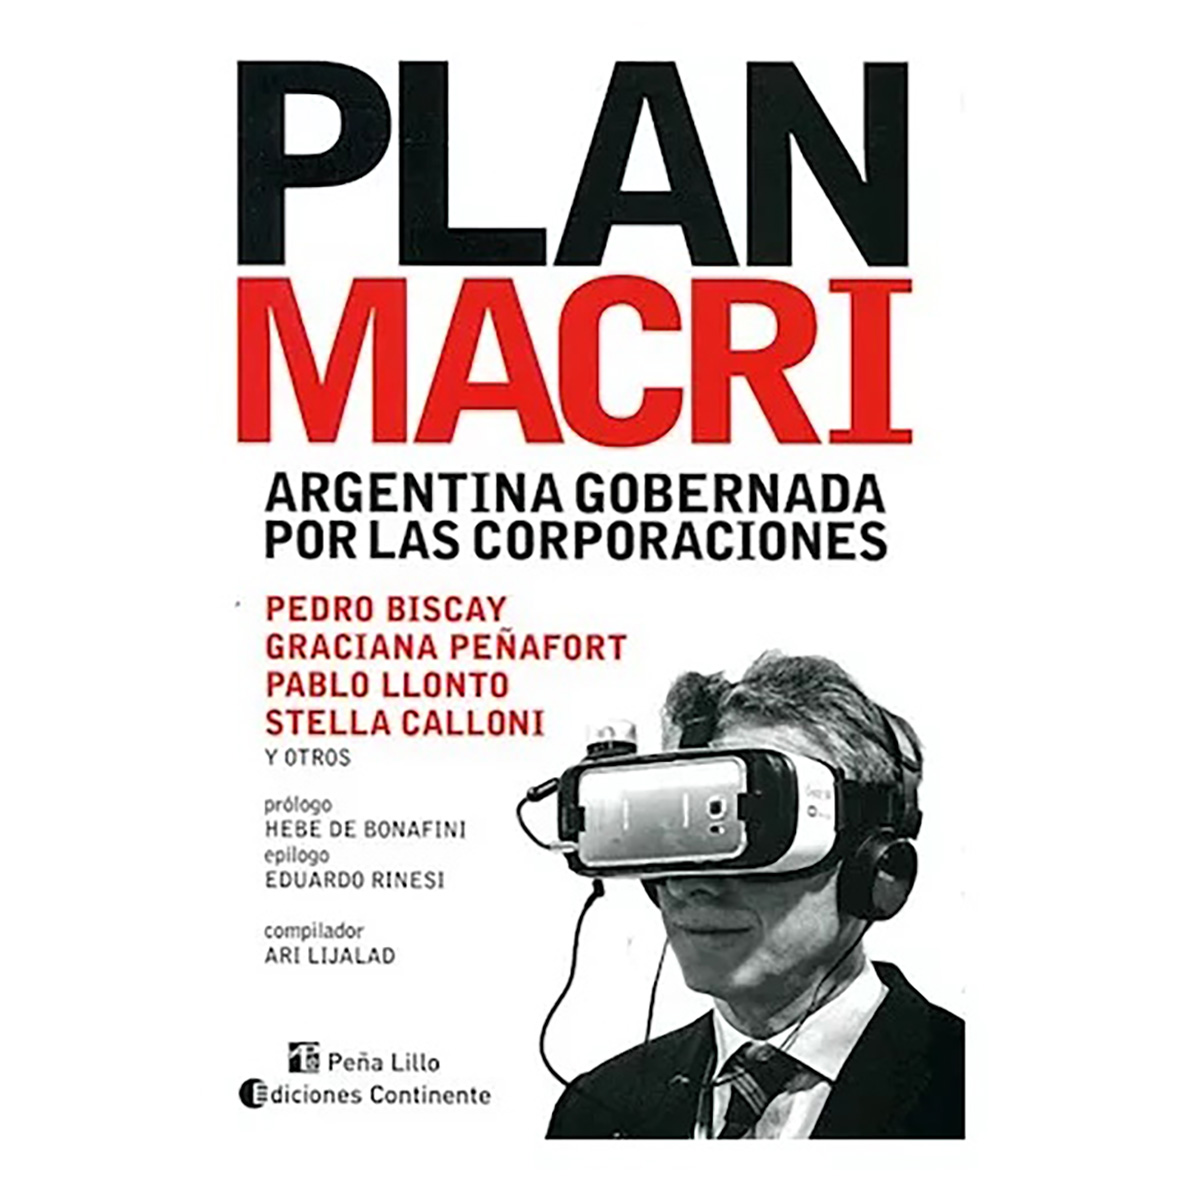 PLAN
MACRI
ARGENTINA GOBERNADA
POR LAS CORPORACIONES
PEDRO BISCAY
GRACIANA PEÑAFORT
PABLO LLONTO
STELLA CALLONI
Y OTROS
prólogo
HEBE DE BONAFINI
epílogo
EDUARDO RINESI
compilador
ARI LIJALAD
Peña Lillo
Ediciones Continente